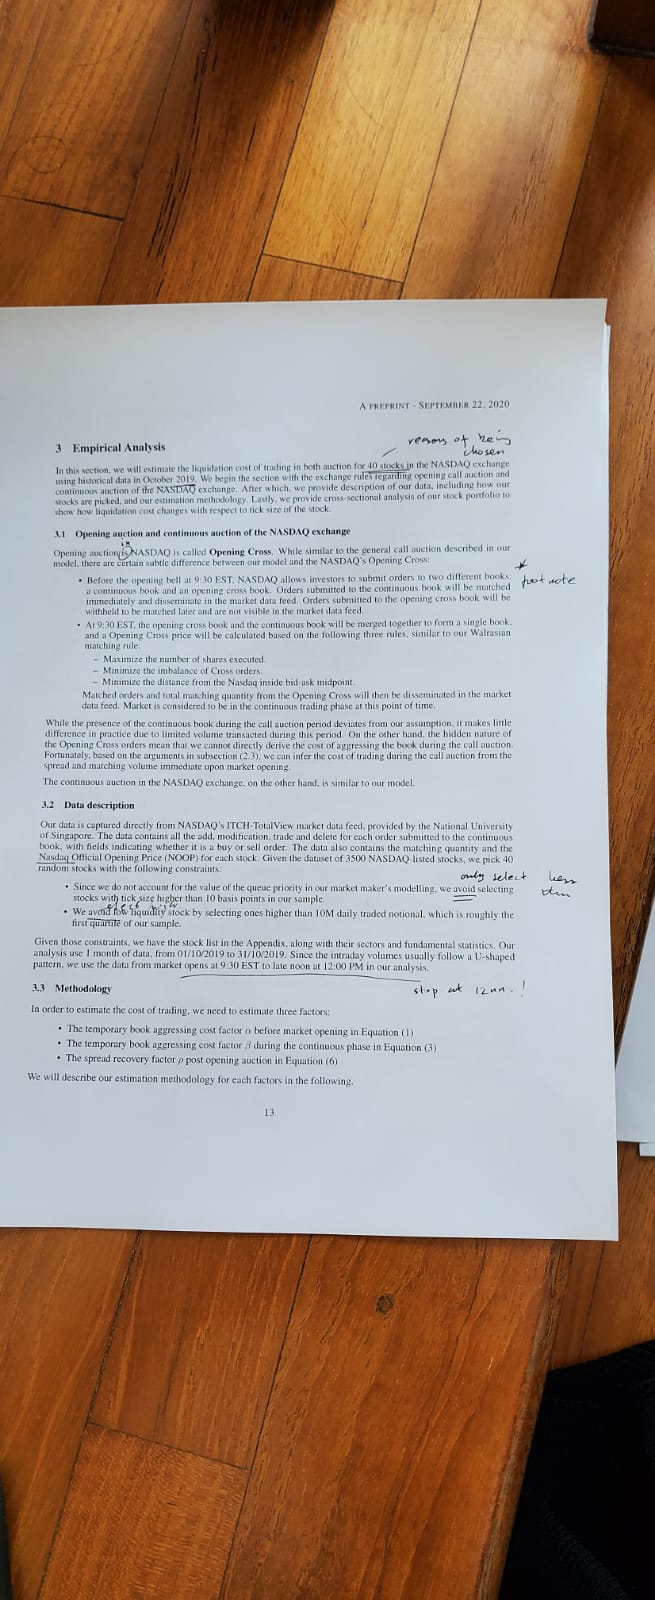 A PREPRINT - SEPTEMBER 22, 2020
reasons of being
chosen
3 Empirical Analysis
In this section, we will estimate the liquidation cost of trading in both auction for 40 stocks in the NASDAQ exchange
using historical data in October 2019. We begin the section with the exchange rules regarding opening call auction and
continuous auction of the NASDAQ exchange. After which, we provide description of our data, including how our
stocks are picked, and our estimation methodology. Lastly, we provide cross-sectional analysis of our stock portfolio to
show how liquidation cost changes with respect to tick size of the stock.
3.1 Opening auction and continuous auction of the NASDAQ exchange
in
Opening auction is NASDAQ is called Opening Cross. While similar to the general call auction described in our
model, there are certain subtle difference between our model and the NASDAQ's Opening Cross:
• Before the opening bell at 9:30 EST, NASDAQ allows investors to submit orders to two different books:
foot note
a continuous book and an opening cross book. Orders submitted to the continuous book will be matched
immediately and disseminate in the market data feed. Orders submitted to the opening cross book will be
withheld to be matched later and are not visible in the market data feed.
• At 9:30 EST, the opening cross book and the continuous book will be merged together to form a single book,
and a Opening Cross price will be calculated based on the following three rules, similar to our Walrasian
matching rule:
– Maximize the number of shares executed.
– Minimize the imbalance of Cross orders.
– Minimize the distance from the Nasdaq inside bid-ask midpoint.
Matched orders and total matching quantity from the Opening Cross will then be disseminated in the market
data feed. Market is considered to be in the continuous trading phase at this point of time.
While the presence of the continuous book during the call auction period deviates from our assumption, it makes little
difference in practice due to limited volume transacted during this period. On the other hand, the hidden nature of
the Opening Cross orders mean that we cannot directly derive the cost of aggressing the book during the call auction.
Fortunately, based on the arguments in subsection (2.3), we can infer the cost of trading during the call auction from the
spread and matching volume immediate upon market opening.
The continuous auction in the NASDAQ exchange, on the other hand, is similar to our model.
3.2 Data description
Our data is captured directly from NASDAQ's ITCH-TotalView market data feed, provided by the National University
of Singapore. The data contains all the add, modification, trade and delete for each order submitted to the continuous
book, with fields indicating whether it is a buy or sell order. The data also contains the matching quantity and the
Nasdaq Official Opening Price (NOOP) for each stock. Given the dataset of 3500 NASDAQ-listed stocks, we pick 40
random stocks with the following constraints:
only select less
than
• Since we do not account for the value of the queue priority in our market maker's modelling, we avoid selecting
stocks with tick size higher than 10 basis points in our sample.
• We avoid low liquidity stock by selecting ones higher than 10M daily traded notional, which is roughly the
first quartile of our sample.
Given those constraints, we have the stock list in the Appendix, along with their sectors and fundamental statistics. Our
analysis use 1 month of data, from 01/10/2019 to 31/10/2019. Since the intraday volumes usually follow a U-shaped
pattern, we use the data from market opens at 9:30 EST to late noon at 12:00 PM in our analysis.
stop at 12nn.!
3.3 Methodology
In order to estimate the cost of trading, we need to estimate three factors:
• The temporary book aggressing cost factor α before market opening in Equation (1)
• The temporary book aggressing cost factor β during the continuous phase in Equation (3)
• The spread recovery factor ρ post opening auction in Equation (6)
We will describe our estimation methodology for each factors in the following.
13